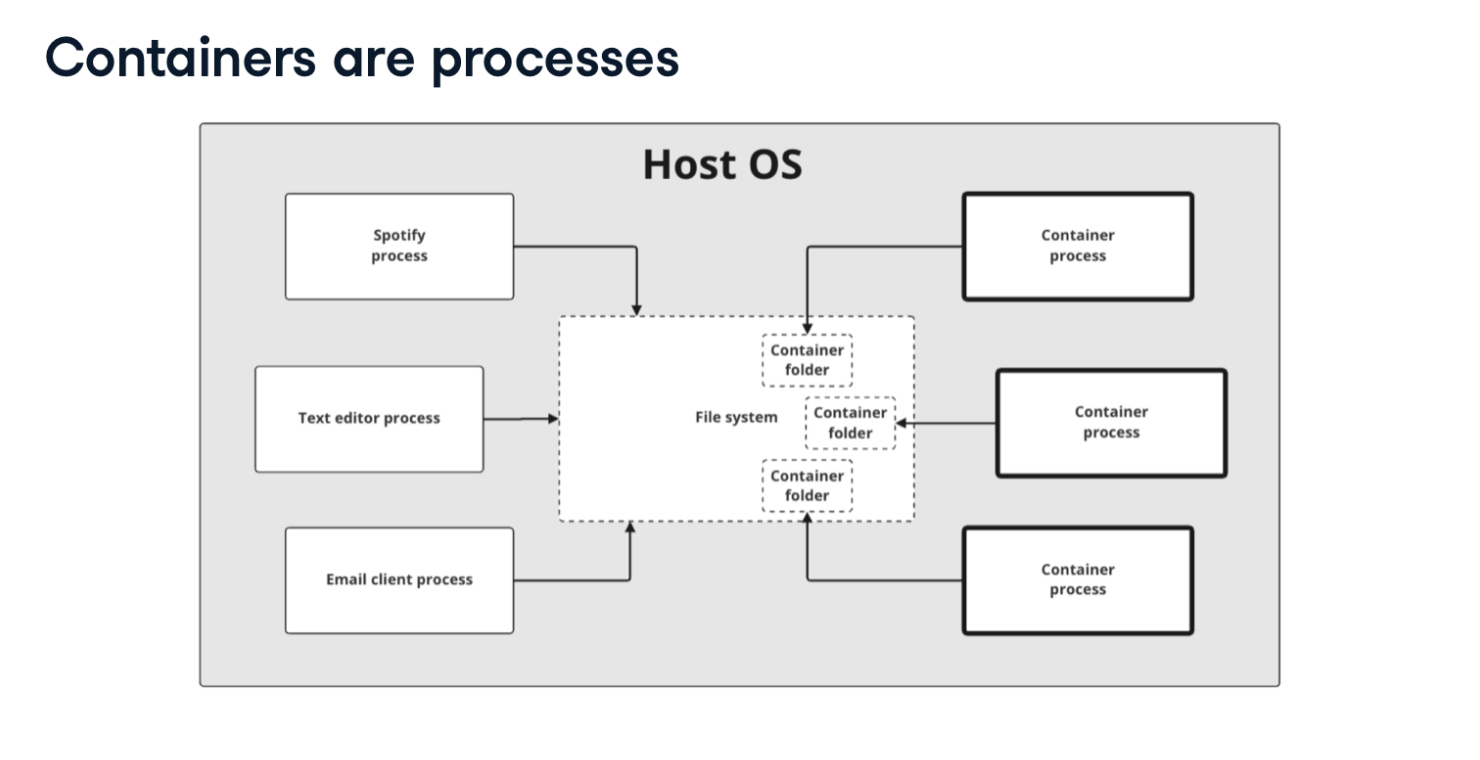 Containers are processes
Host OS
Spotify
process
Container
process
Container
folder
Text editor process
File system
Container
folder
Container
process
Container
folder
Email client process
Container
process